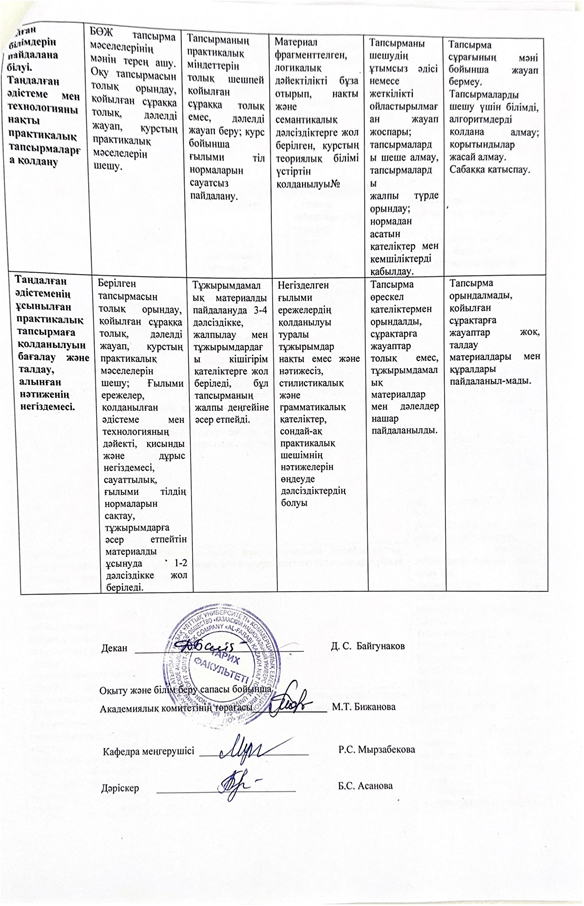 білімдерін
пайдалана
білуі.
Таңдалған
әдістеме мен
технологияны
нақты
практикалық
тапсырмаларғ
а қолдану
БӨЖ тапсырма
мәселелерінің
мәнін терең ашу.
Оқу тапсырмасын
толық орындау,
қойылған сұраққа
толық, дәлелді
жауап, курстың
практикалық
мәселелерін
шешу.
Тапсырманың
практикалық
міндеттерін
толық шешпей
қойылған
сұраққа толық
емес, дәлелді
жауап беру; курс
бойынша
ғылыми тіл
нормаларын
сауатсыз
пайдалану.
Материал
фрагменттелген,
логикалық
дәйектілікті бұза
отырып, нақты
және
семантикалық
дәлсіздіктерге жол
берілген, курстың
теориялық білімі
үстіртін
қолданылуы№
Тапсырманы
шешудің
ұтымсыз әдісі
немесе
жеткілікті
ойластырылмағ
ан жауап
жоспары;
тапсырмалард
ы шеше алмау,
тапсырмалард
ы
жалпы түрде
орындау;
нормадан
асатын
қателіктер мен
кемшіліктерді
қабылдау.
Тапсырма
сұрағының мәні
бойынша жауап
бермеу.
Тапсырмаларды
шешу үшін білімді,
алгоритмдерді
қолдана алмау;
қорытындылар
жасай алмау.
Сабаққа қатыспау.
Таңдалған
әдістеменің
ұсынылған
практикалық
тапсырмаға
қолданылуын
бағалау және
талдау,
алынған
нәтиженің
негіздемесі.
Берілген
тапсырмасын
толық орындау,
қойылған сұраққа
толық, дәлелді
жауап, курстың
практикалық
мәселелерін
шешу; Ғылыми
ережелер,
қолданылған
әдістеме мен
технологияның
дәйекті, қисынды
және дұрыс
негіздемесі,
сауаттылық,
ғылыми тілдің
нормаларын
сақтау,
тұжырымдарға
әсер етпейтін
материалды
ұсынуда 1-2
дәлсіздікке жол
беріледі.
Тұжырымдамал
ық материалды
пайдалануда 3-4
дәлсіздікке,
жалпылау мен
тұжырымдардағ
ы кішігірім
қателіктерге жол
беріледі, бұл
тапсырманың
жалпы деңгейіне
әсер етпейді.
Негізделген
ғылыми
ережелердің
қолданылуы
туралы
тұжырымдар
нақты емес және
нәтижесіз,
стилистикалық
және
грамматикалық
қателіктер,
сондай-ақ
практикалық
шешімнің
нәтижелерін
өңдеуде
дәлсіздіктердің
болуы
Тапсырма
өрескел
қателіктермен
орындалды,
сұрақтарға
жауаптар
толық емес,
тұжырымдамал
ық
материалдар
мен дәлелдер
нашар
пайдаланылды.
Тапсырма
орындалмады,
қойылған
сұрақтарға
жауаптар жоқ,
талдау
материалдары мен
құралдары
пайдаланыл-мады.
Декан Д. С. Байгунаков
ТАРИХ
ФАКУЛЬТЕТІ
Оқыту және білім беру сапасы бойынша
Академиялық комитетінің төрағасы М.Т. Бижанова
Кафедра меңгерушісі Р.С. Мырзабекова
Дәріскер Б.С. Асанова